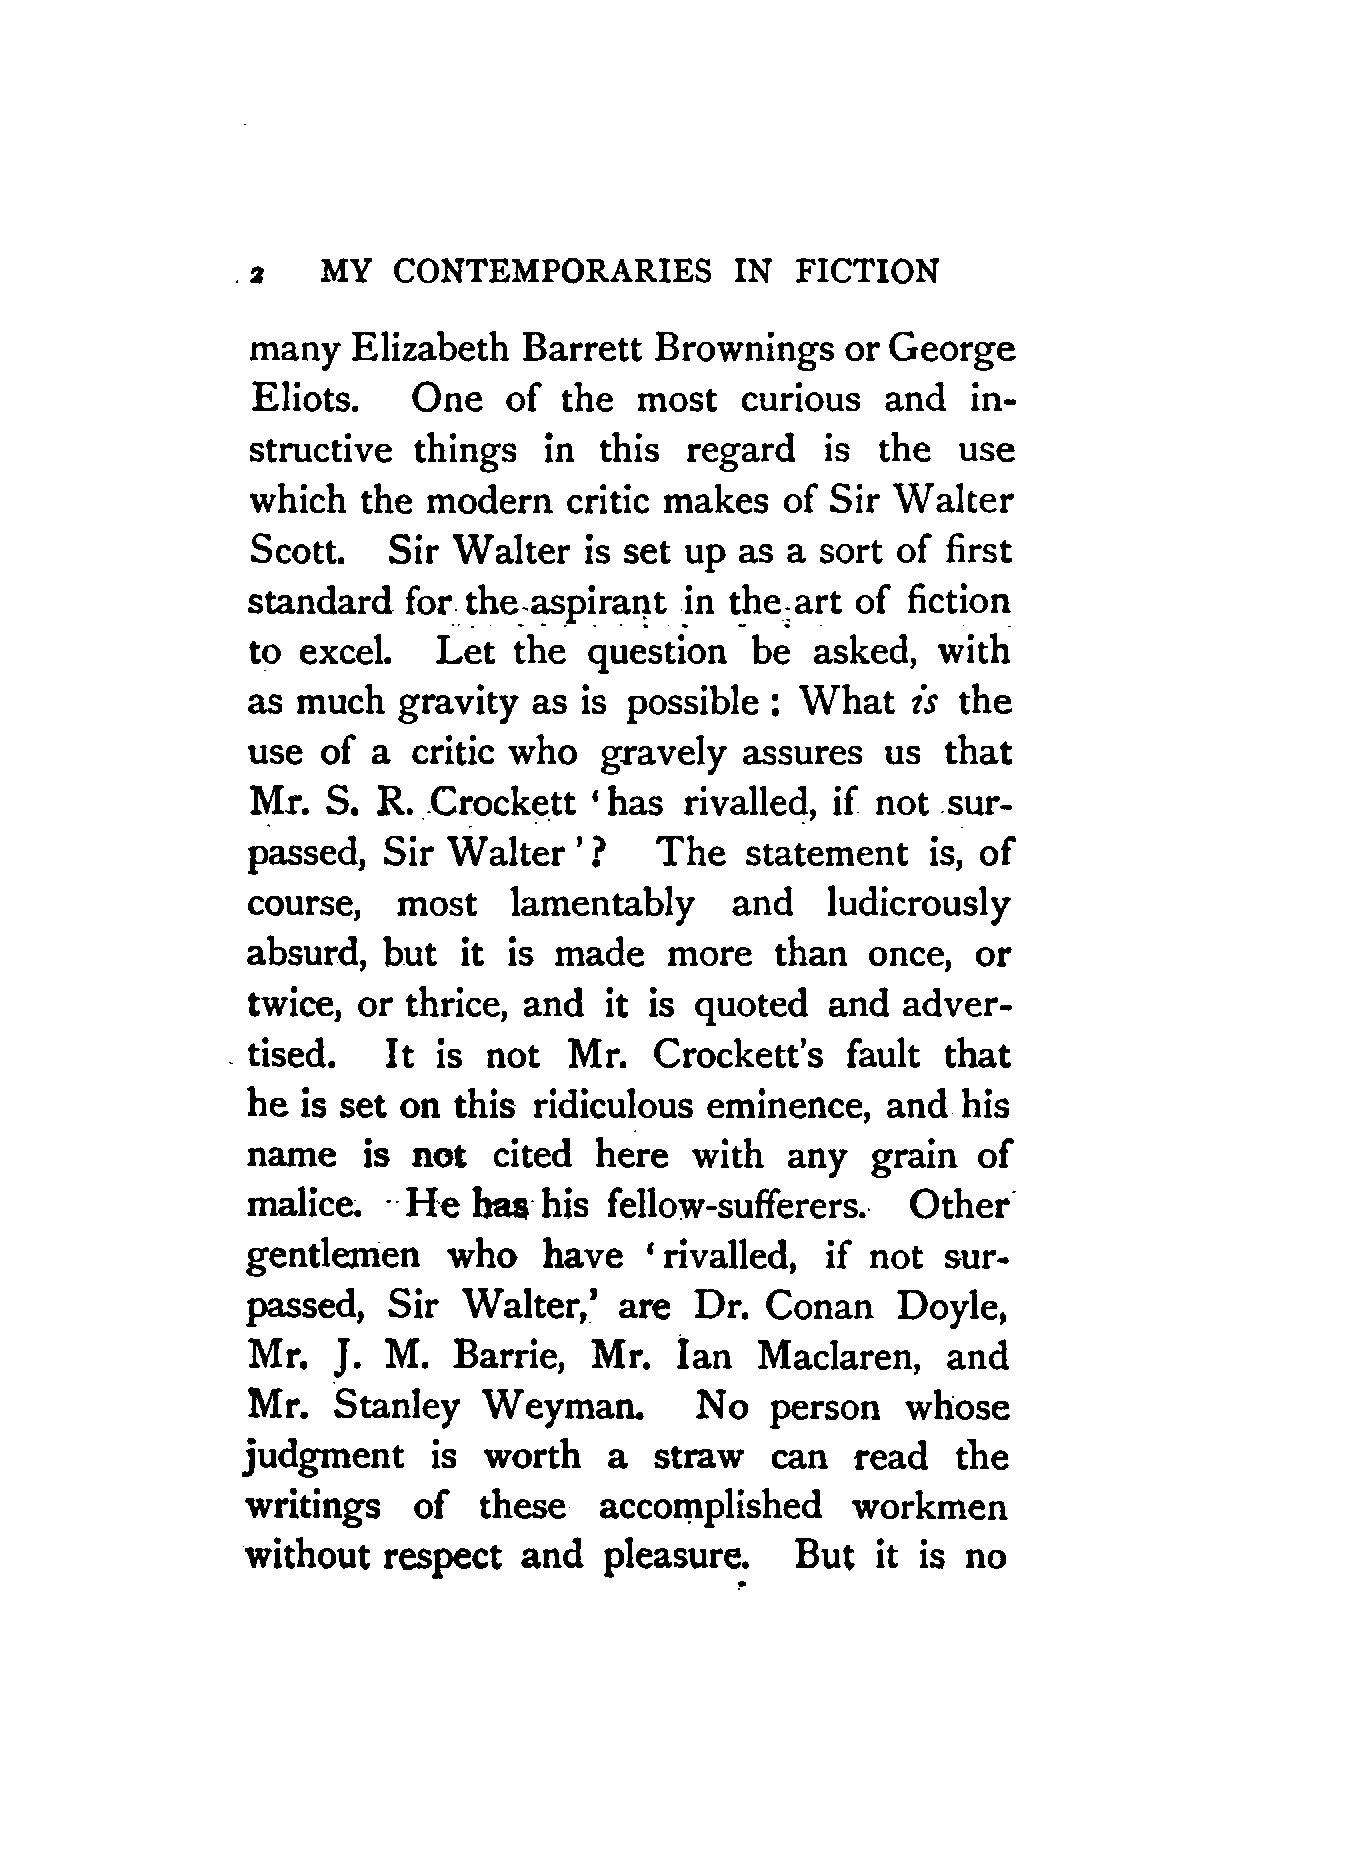 2 MY CONTEMPORARIES IN FICTION
many Elizabeth Barrett Brownings or George
Eliots. One of the most curious and in-
structive things in this regard is the use
which the modern critic makes of Sir Walter
Scott. Sir Walter is set up as a sort of first
standard for the aspirant in the art of fiction
to excel. Let the question be asked, with
as much gravity as is possible : What is the
use of a critic who gravely assures us that
Mr. S. R. Crockett ‘has rivalled, if not sur-
passed, Sir Walter’? The statement is, of
course, most lamentably and ludicrously
absurd, but it is made more than once, or
twice, or thrice, and it is quoted and adver-
tised. It is not Mr. Crockett’s fault that
he is set on this ridiculous eminence, and his
name is not cited here with any grain of
malice. He has his fellow-sufferers. Other
gentlemen who have ‘rivalled, if not sur-
passed, Sir Walter,’ are Dr. Conan Doyle,
Mr. J. M. Barrie, Mr. Ian Maclaren, and
Mr. Stanley Weyman. No person whose
judgment is worth a straw can read the
writings of these accomplished workmen
without respect and pleasure. But it is no